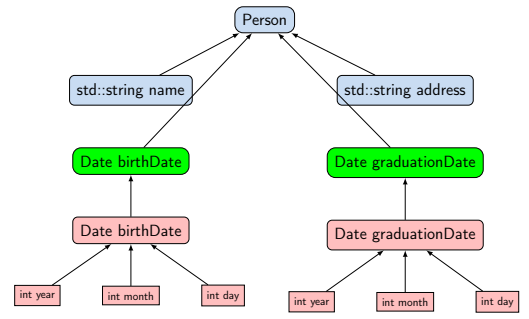 Person
std::string name
std::string address
Date birthDate
Date graduationDate
Date birthDate
Date graduationDate
int year
int month
int day
int year
int month
int day